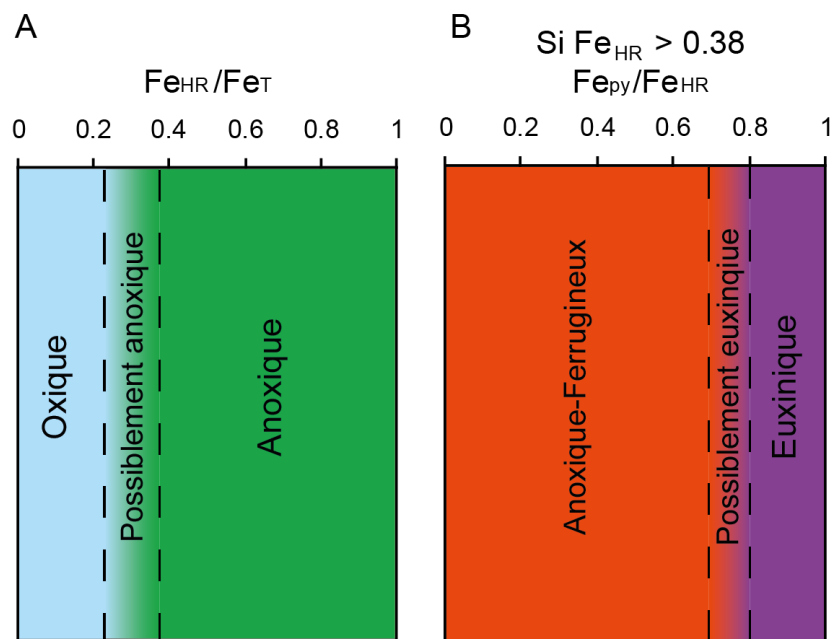 A
FeHR/FeT
0 0.2 0.4 0.6 0.8 1
Oxique
Possiblement anoxique
Anoxique
B
Si FeHR > 0.38
Fepy/FeHR
0 0.2 0.4 0.6 0.8 1
Anoxique-Ferrugineux
Possiblement euxinqiue
Euxinique